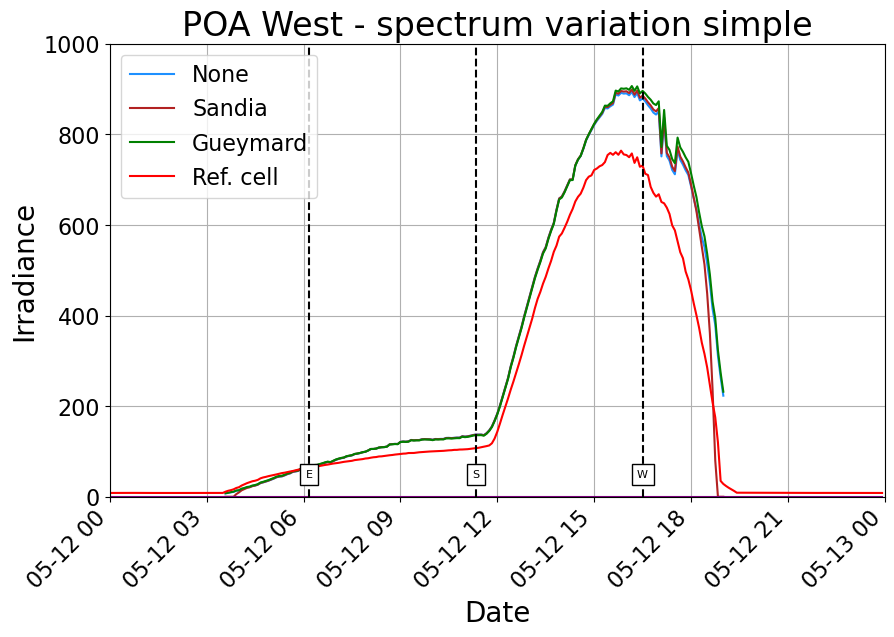 POA West - spectrum variation simple
1000
800
600
400
200
0
Irradiance
None
Sandia
Gueymard
Ref. cell
E
S
W
05-12 00
05-12 03
05-12 06
05-12 09
05-12 12
05-12 15
05-12 18
05-12 21
05-13 00
Date